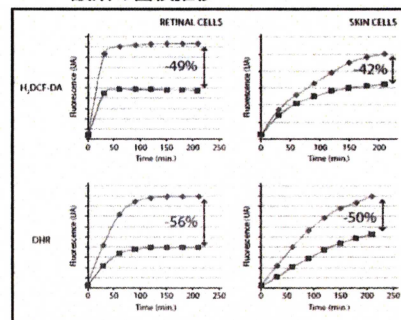 RETINAL CELLS
SKIN CELLS
H₂DCF-DA
Fluorescence (UA)
-49%
0 50 100 150 200 250
Time (min.)
Fluorescence (UA)
-42%
0 50 100 150 200
Time (min.)
DHR
Fluorescence (UA)
-56%
0 50 100 150 200 250
Time (min.)
Fluorescence (UA)
-50%
0 50 100 150 200 250
Time (min.)